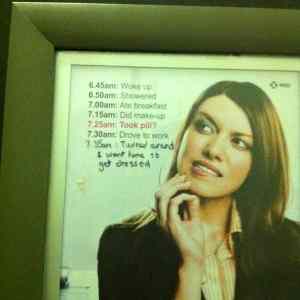 6.45am: Woke up
6.50am: Showered
7.00am: Ate breakfast
7.15am: Did make-up
7.25am: Took pill?
7.30am: Drove to work
7.35am: Turned around
& went home to
get dressed